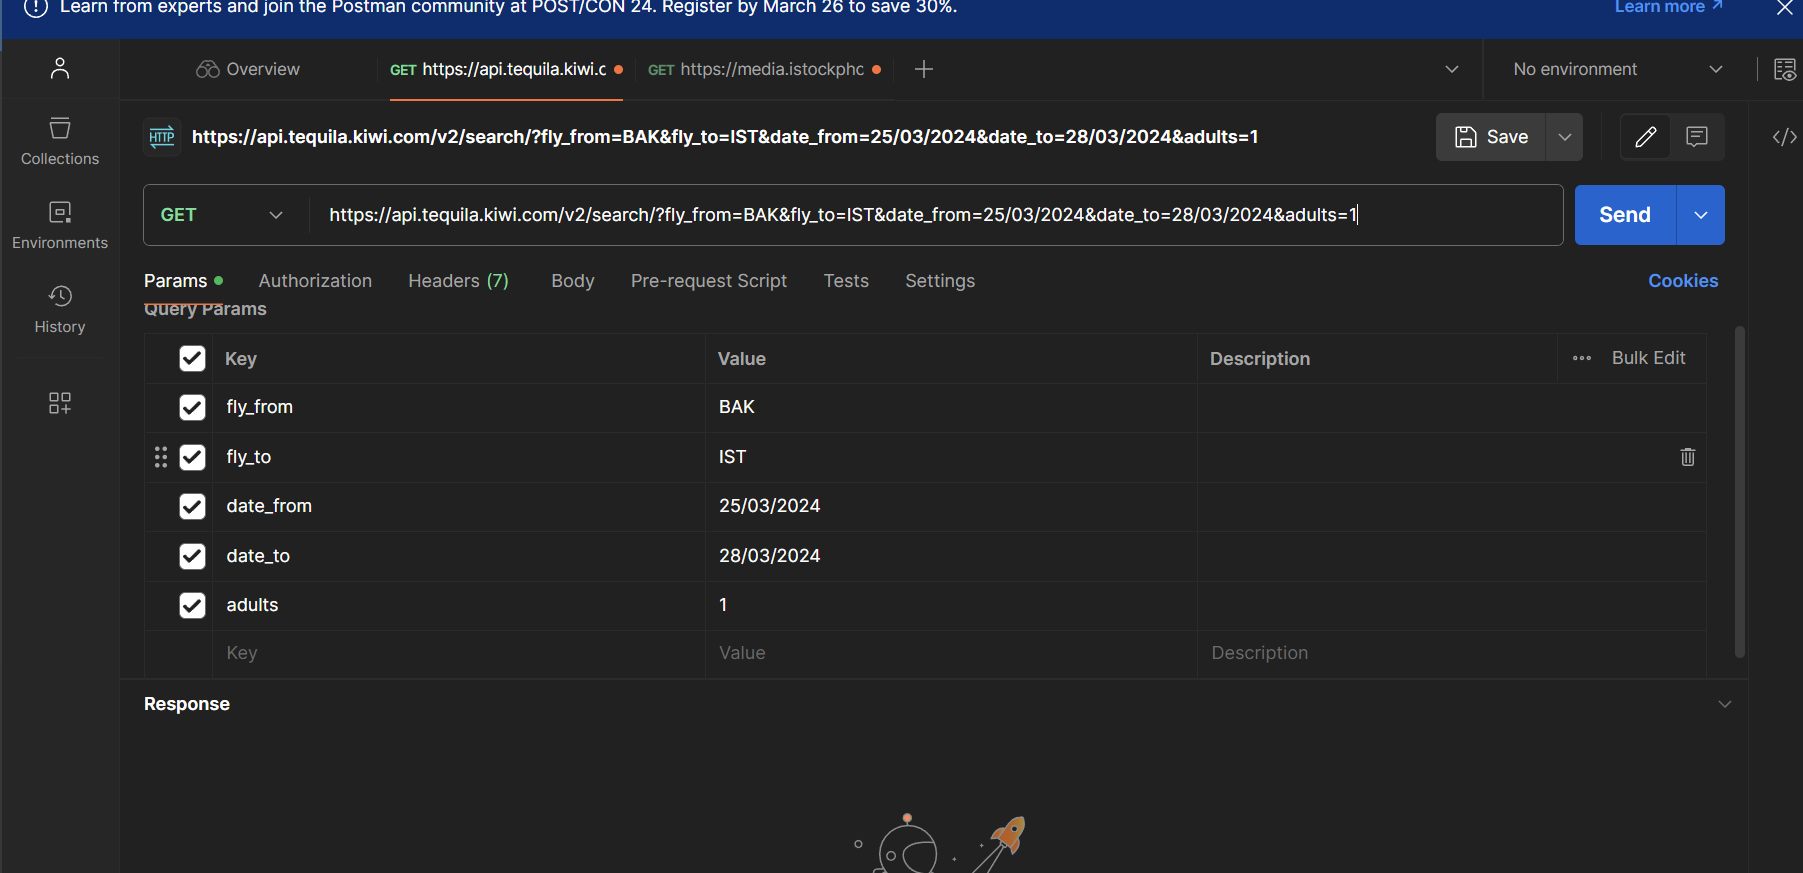 Learn from experts and join the Postman community at POST/CON 24. Register by March 26 to save 30%.
Learn more
Overview
GET https://api.tequila.kiwi.c
GET https://media.istockphc
No environment
HTTP
https://api.tequila.kiwi.com/v2/search/?fly_from=BAK&fly_to=IST&date_from=25/03/2024&date_to=28/03/2024&adults=1
Save
Collections
Environments
History
GET
https://api.tequila.kiwi.com/v2/search/?fly_from=BAK&fly_to=IST&date_from=25/03/2024&date_to=28/03/2024&adults=1
Send
Params
Authorization
Headers (7)
Body
Pre-request Script
Tests
Settings
Cookies
Query Params
Key Value Description Bulk Edit
fly_from BAK
fly_to IST
date_from 25/03/2024
date_to 28/03/2024
adults 1
Key Value Description
Response